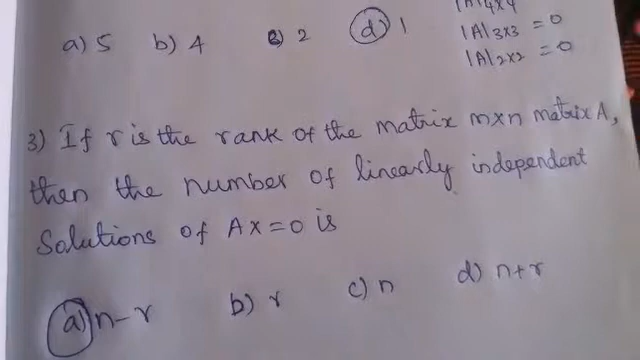 |A|4x4
a) 5 b) 4 c) 2 d) 1 |A|3x3 = 0
|A|2x2 = 0
3) If r is the rank of the matrix mxn matrix A,
then the number of linearly independent
Solutions of AX=0 is
a) n-r b) r c) n d) n+r